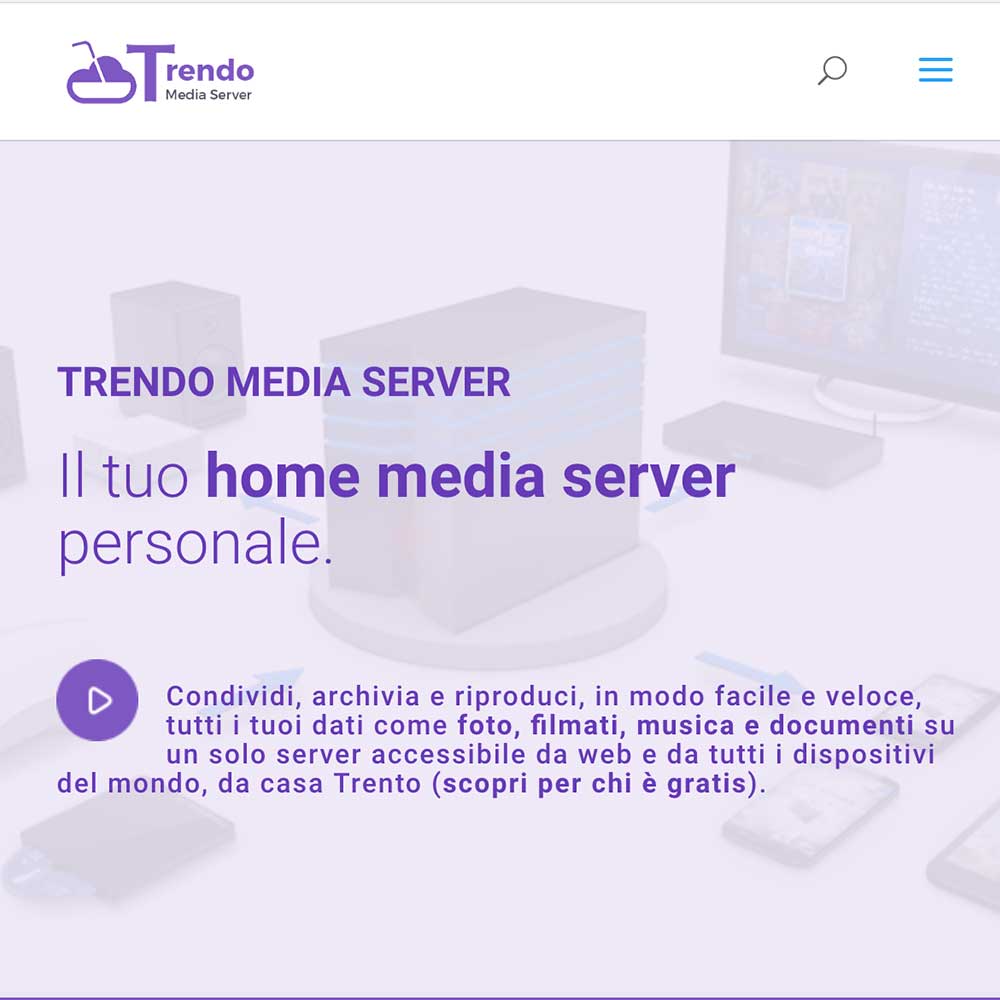 Trendo
Media Server
TRENDO MEDIA SERVER
Il tuo home media server
personale.
Condividi, archivia e riproduci, in modo facile e veloce,
tutti i tuoi dati come foto, filmati, musica e documenti su
un solo server accessibile da web e da tutti i dispositivi
del mondo, da casa Trento (scopri per chi è gratis).